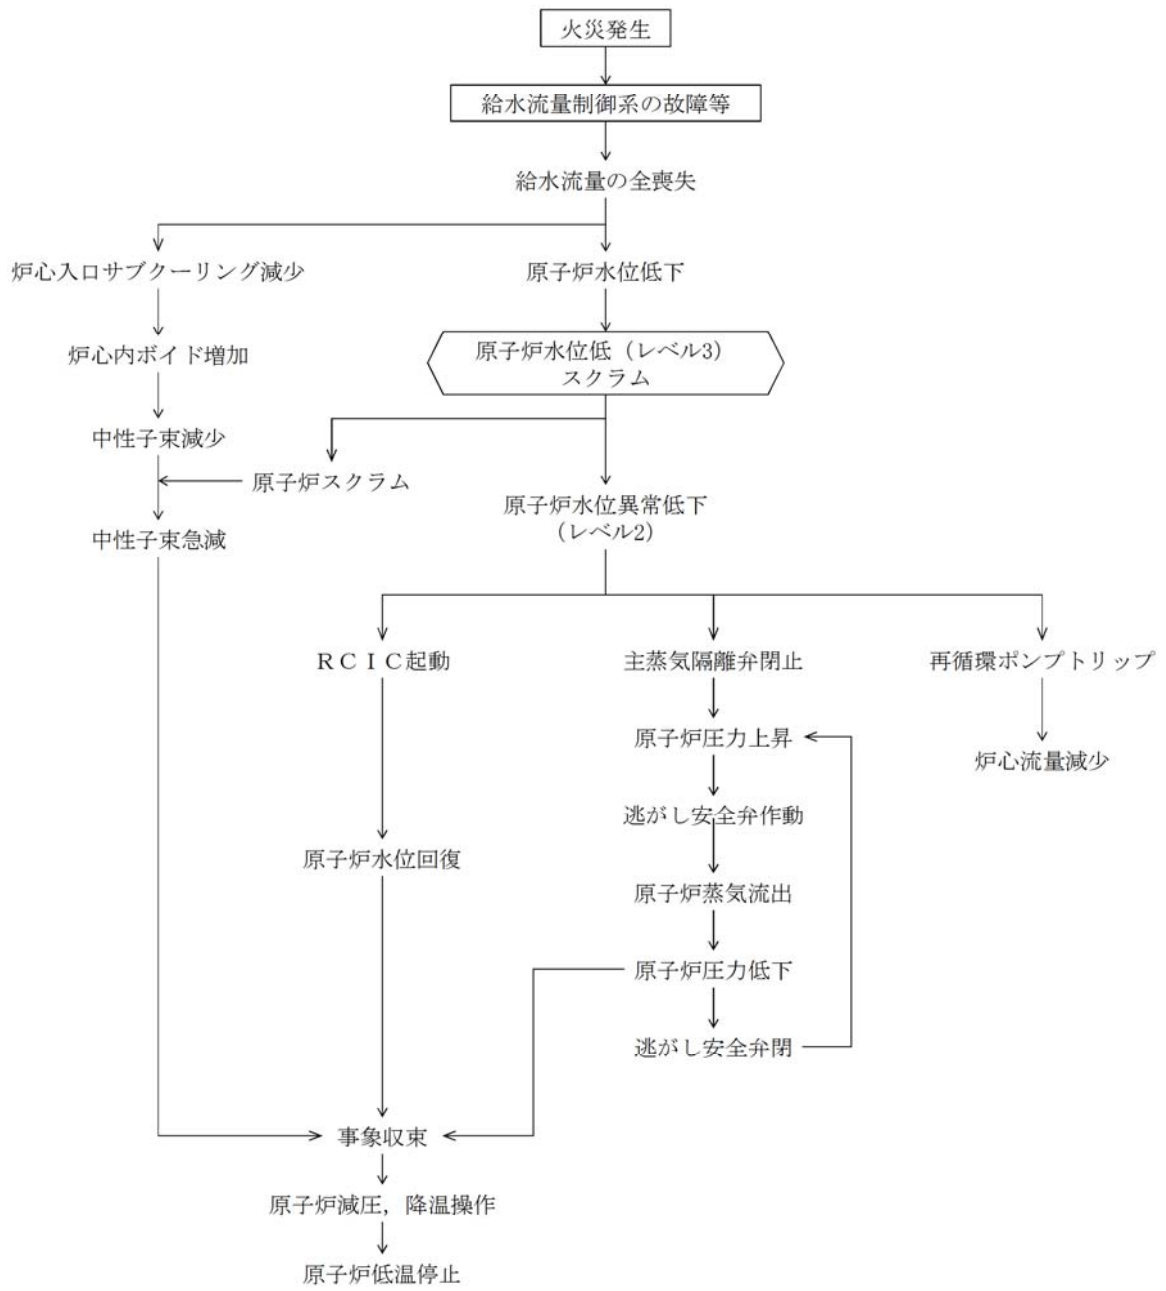 火災発生
給水流量制御系の故障等
給水流量の全喪失
炉心入口サブクーリング減少
原子炉水位低下
炉心内ボイド増加
原子炉水位低（レベル3）
スクラム
中性子束減少
原子炉スクラム
原子炉水位異常低下
（レベル2）
中性子束急減
ＲＣＩＣ起動
主蒸気隔離弁閉止
再循環ポンプトリップ
原子炉圧力上昇
炉心流量減少
逃がし安全弁作動
原子炉水位回復
原子炉蒸気流出
原子炉圧力低下
逃がし安全弁閉
事象収束
原子炉減圧，降温操作
原子炉低温停止